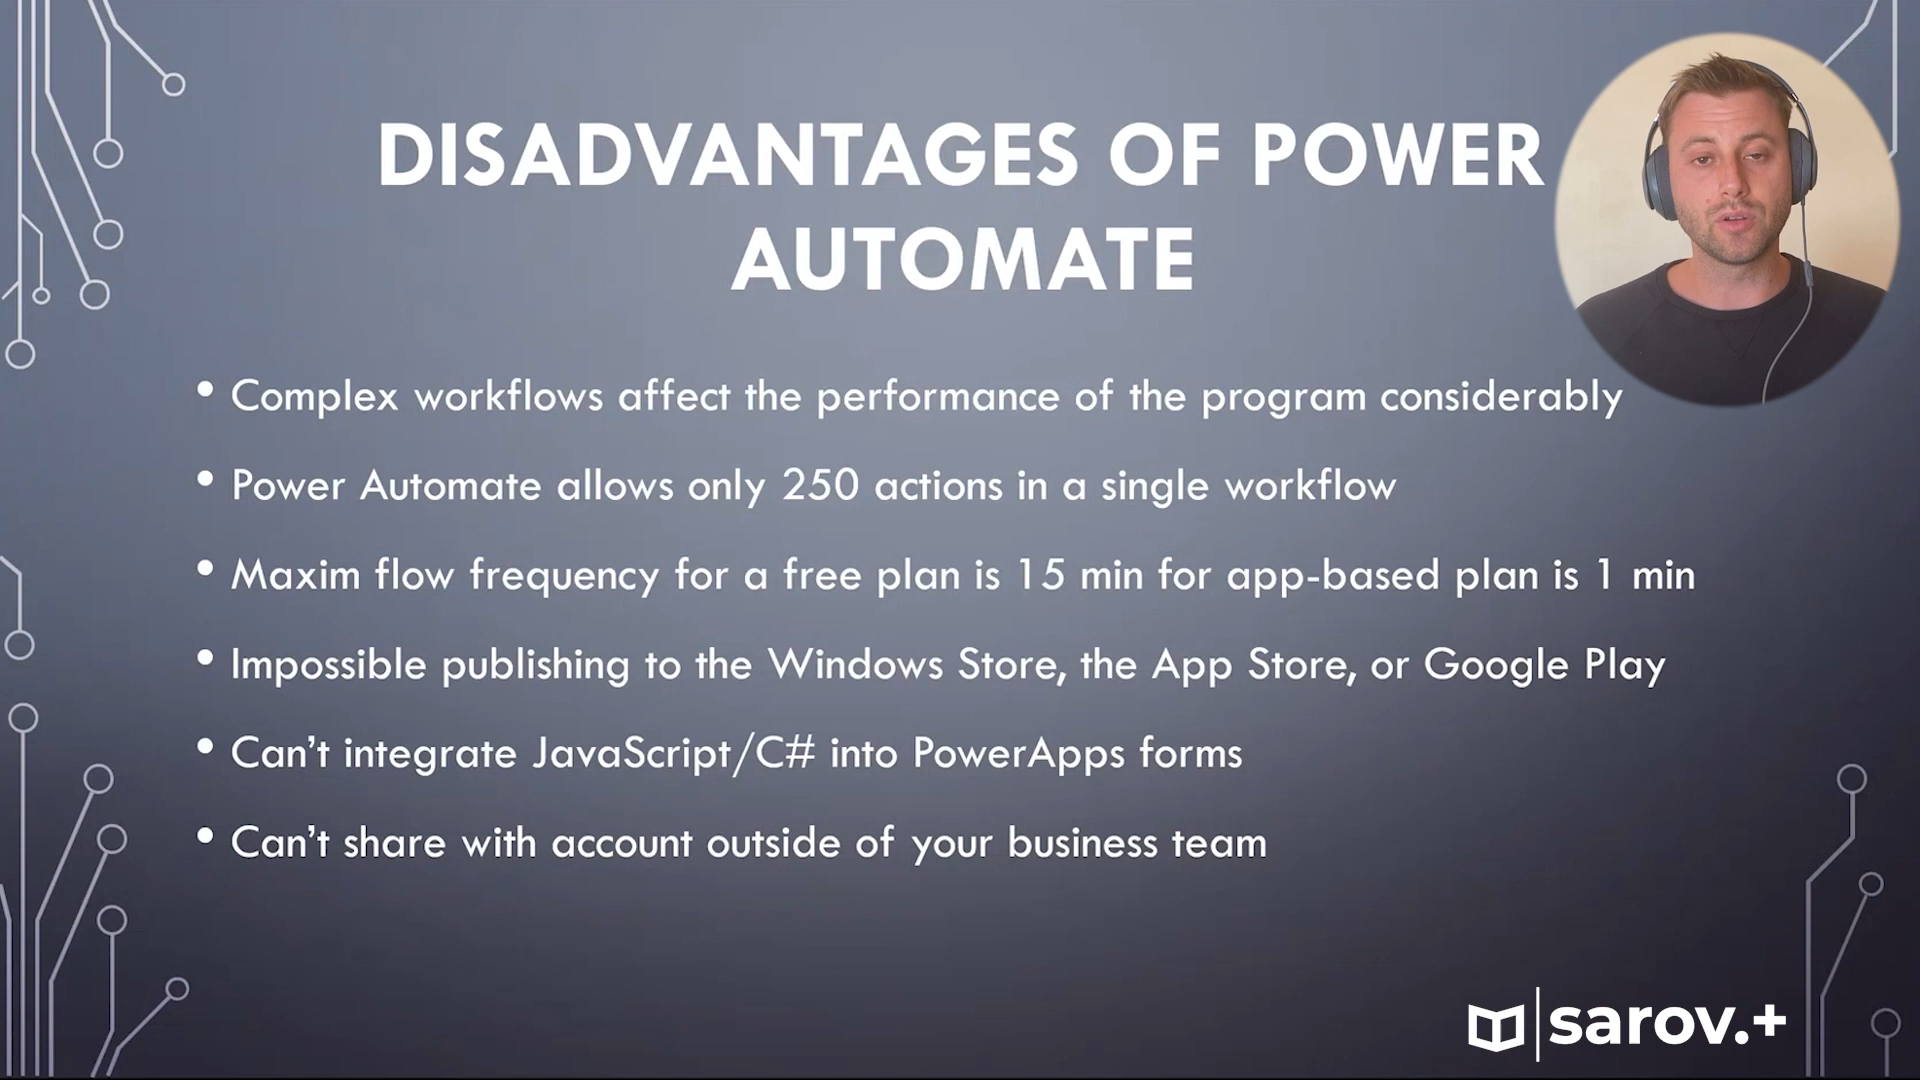 DISADVANTAGES OF POWER
AUTOMATE
• Complex workflows affect the performance of the program considerably
• Power Automate allows only 250 actions in a single workflow
• Maxim flow frequency for a free plan is 15 min for app-based plan is 1 min
• Impossible publishing to the Windows Store, the App Store, or Google Play
• Can't integrate JavaScript/C# into PowerApps forms
• Can't share with account outside of your business team
sarov.+